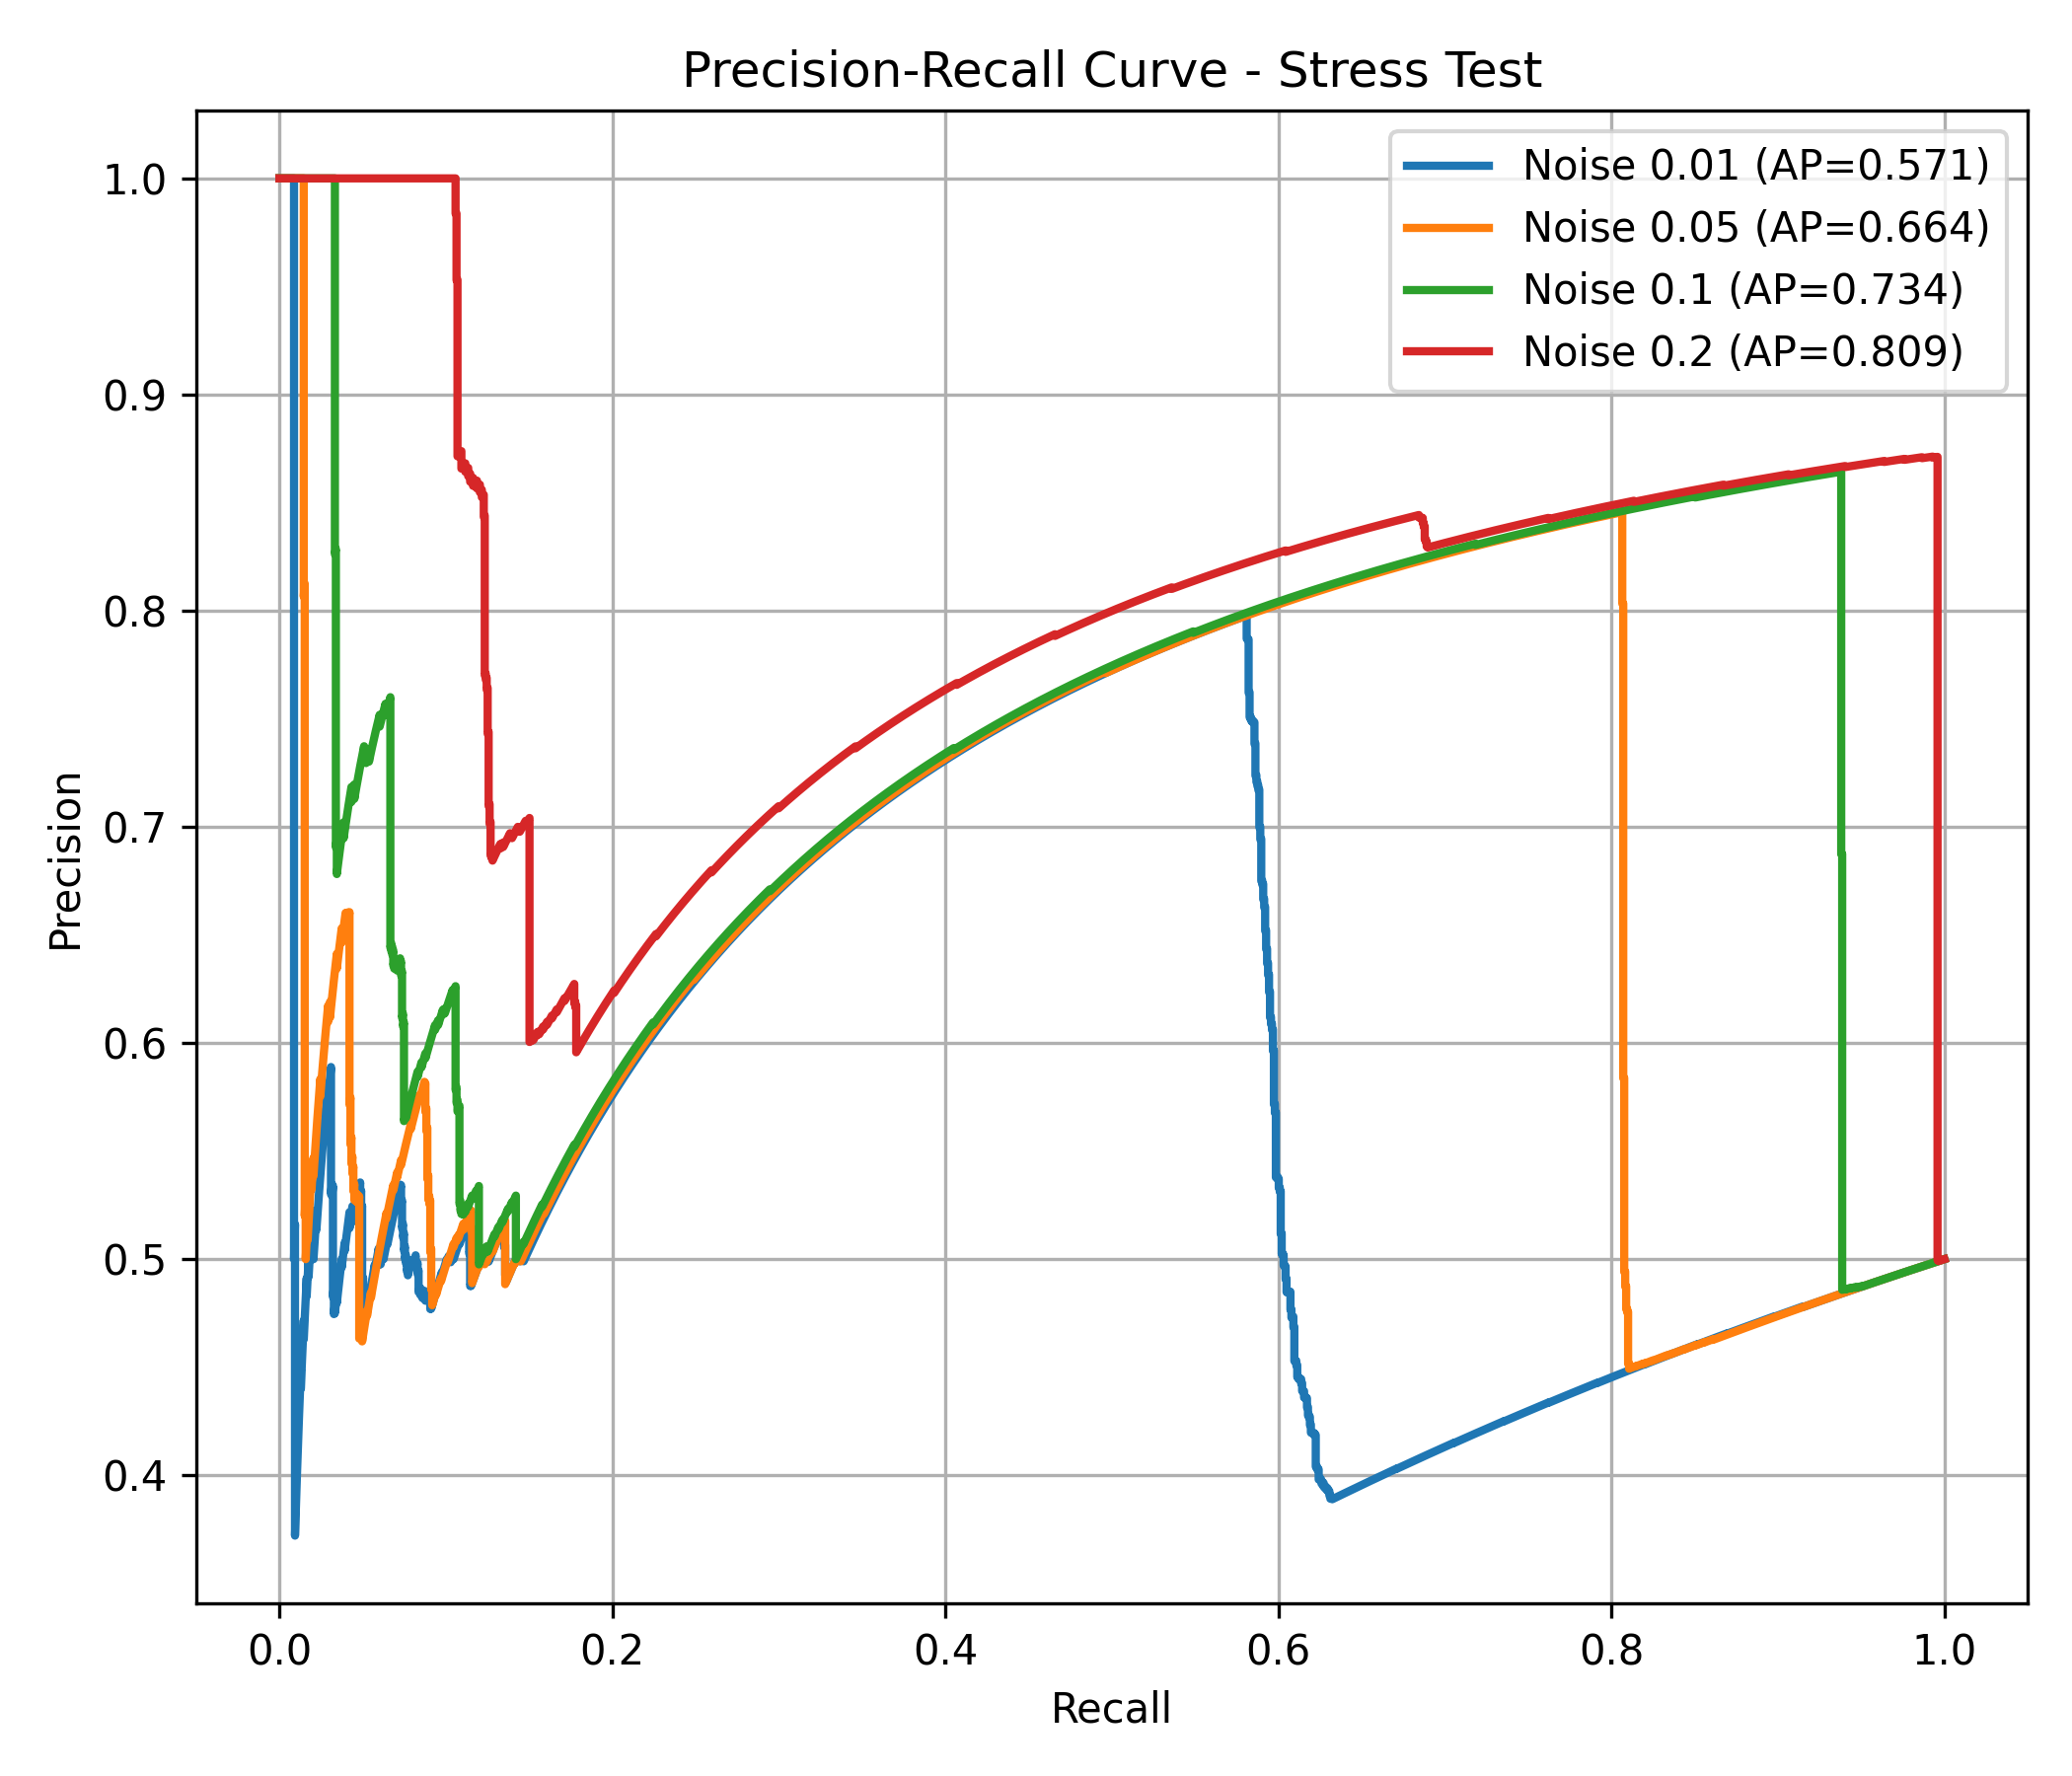 Precision-Recall Curve - Stress Test
Noise 0.01 (AP=0.571)
Noise 0.05 (AP=0.664)
Noise 0.1 (AP=0.734)
Noise 0.2 (AP=0.809)
1.0
0.9
0.8
0.7
0.6
0.5
0.4
Precision
0.0 0.2 0.4 0.6 0.8 1.0
Recall